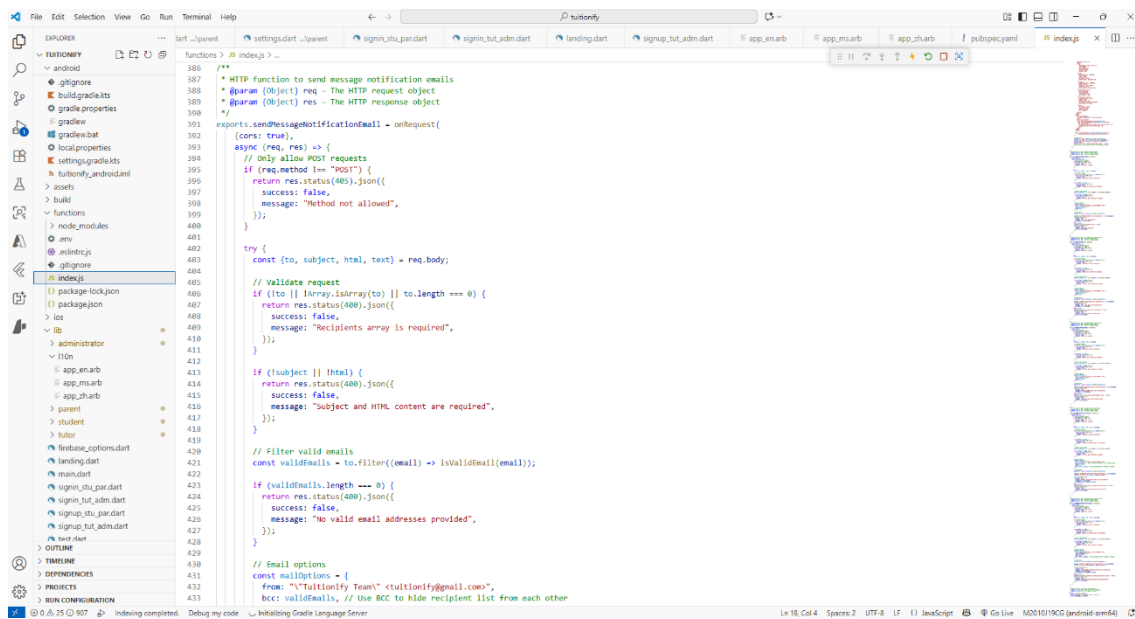 File Edit Selection View Go Run Terminal Help
tuitionify
EXPLORER
lart ...\parent
settings.dart ...\parent
signin_stu_par.dart
signin_tut_adm.dart
landing.dart
signup_tut_adm.dart
app_en.arb
app_ms.arb
app_zh.arb
pubspec.yaml
JS index.js
TUITIONIFY
android
.gitignore
build.gradle.kts
gradle.properties
gradlew
gradlew.bat
local.properties
settings.gradle.kts
tuitionify_android.iml
assets
build
functions
node_modules
.env
.eslintrc.js
.gitignore
JS index.js
{} package-lock.json
{} package.json
ios
lib
administrator
l10n
app_en.arb
app_ms.arb
app_zh.arb
parent
student
tutor
firebase_options.dart
landing.dart
main.dart
signin_stu_par.dart
signin_tut_adm.dart
signup_stu_par.dart
signup_tut_adm.dart
test.dart
OUTLINE
TIMELINE
DEPENDENCIES
PROJECTS
RUN CONFIGURATION
functions > JS index.js > ...
386 /**
387 * HTTP function to send message notification emails
388 * @param {Object} req - The HTTP request object
389 * @param {Object} res - The HTTP response object
390 */
391 exports.sendMessageNotificationEmail = onRequest(
392 {cors: true},
393 async (req, res) => {
394 // Only allow POST requests
395 if (req.method !== "POST") {
396 return res.status(405).json({
397 success: false,
398 message: "Method not allowed",
399 });
400 }
401
402 try {
403 const {to, subject, html, text} = req.body;
404
405 // Validate request
406 if (!to || !Array.isArray(to) || to.length === 0) {
407 return res.status(400).json({
408 success: false,
409 message: "Recipients array is required",
410 });
411 }
412
413 if (!subject || !html) {
414 return res.status(400).json({
415 success: false,
416 message: "Subject and HTML content are required",
417 });
418 }
419
420 // Filter valid emails
421 const validEmails = to.filter((email) => isValidEmail(email));
422
423 if (validEmails.length === 0) {
424 return res.status(400).json({
425 success: false,
426 message: "No valid email addresses provided",
427 });
428 }
429
430 // Email options
431 const mailOptions = {
432 from: "\"Tuitionify Team\" <tuitionify@gmail.com>",
433 bcc: validEmails, // Use BCC to hide recipient list from each other
0 25 907 Indexing completed. Debug my code Initializing Gradle Language Server
Ln 18, Col 4 Spaces: 2 UTF-8 LF {} JavaScript Go Live M2010J19CG (android-arm64)